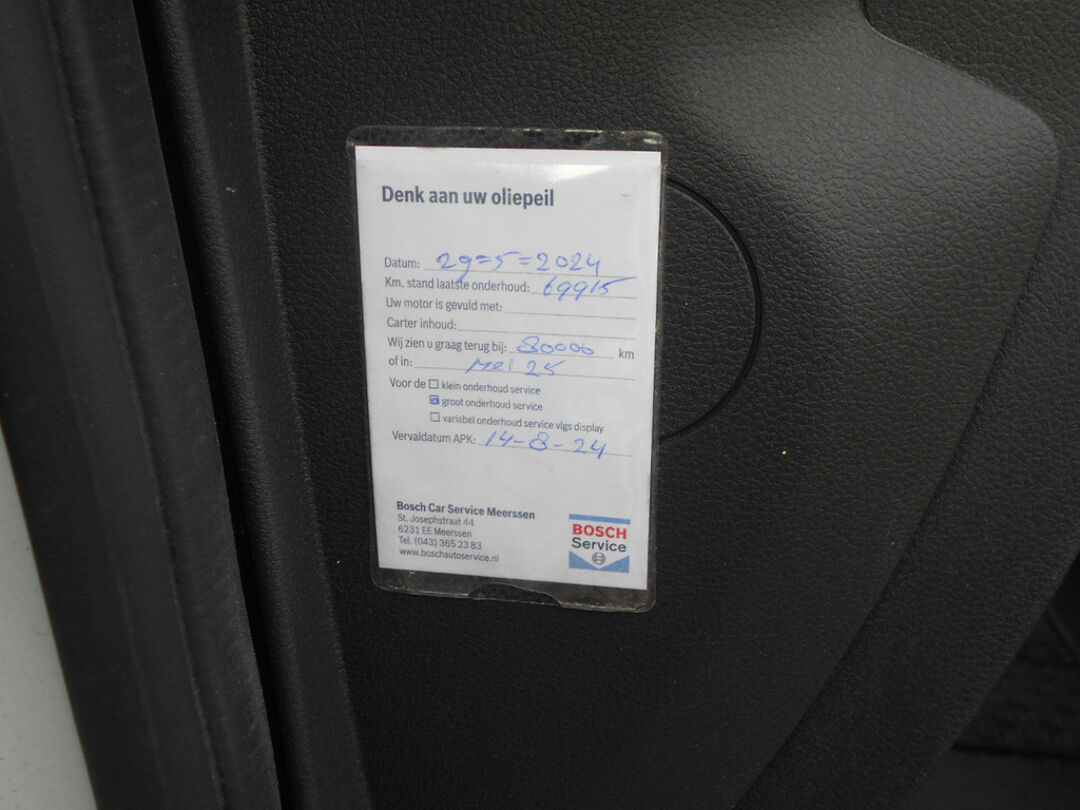 Denk aan uw oliepeil
Datum: 29=5=2024
Km. stand laatste onderhoud: 69915
Uw motor is gevuld met:
Carter inhoud:
Wij zien u graag terug bij: 80000 km
of in: Mei 25
Voor de ☐ klein onderhoud service
☒ groot onderhoud service
☐ variabel onderhoud service vlgs display
Vervaldatum APK: 14-8-24
Bosch Car Service Meerssen
St. Josephstraat 44
6231 EE Meerssen
Tel. (043) 365 23 83
www.boschautoservice.nl
BOSCH
Service